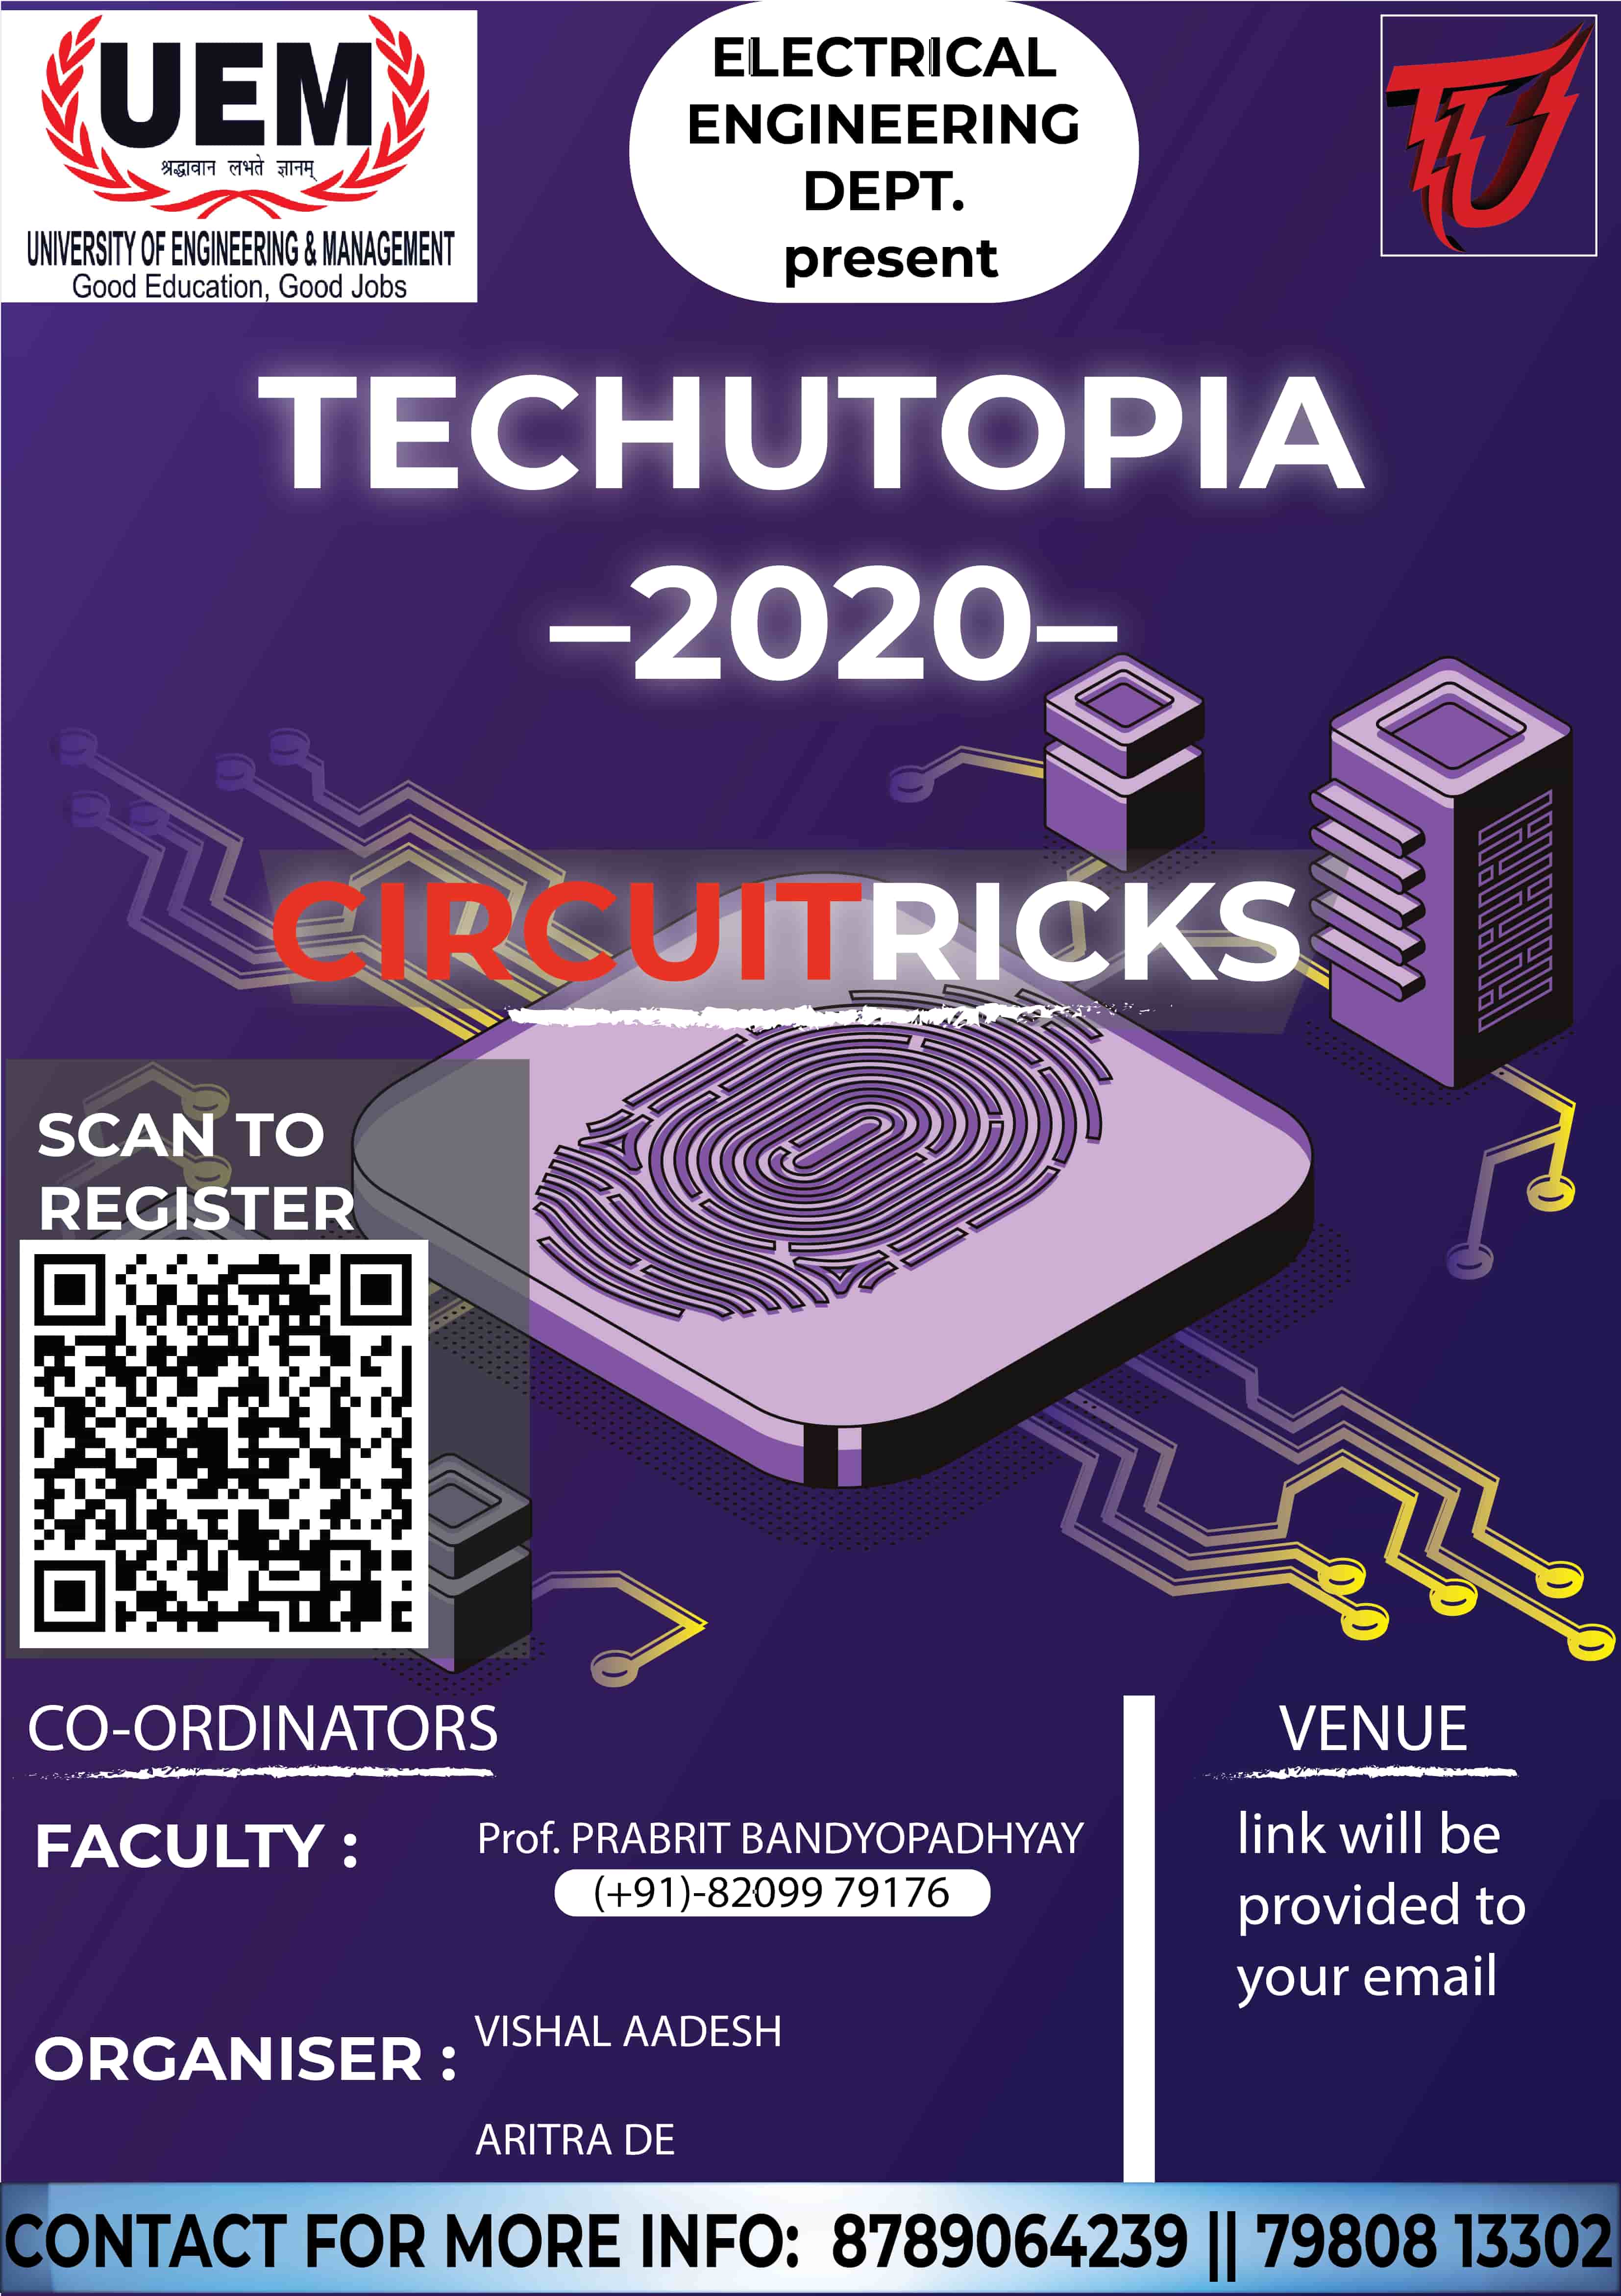 UEM
श्रद्धावान लभते ज्ञानम्
UNIVERSITY OF ENGINEERING & MANAGEMENT
Good Education, Good Jobs
ELECTRICAL
ENGINEERING
DEPT.
present
TU
TECHUTOPIA
–2020–
CIRCUITRICKS
SCAN TO
REGISTER
CO-ORDINATORS
FACULTY :
Prof. PRABRIT BANDYOPADHYAY
(+91)-82099 79176
ORGANISER :
VISHAL AADESH
ARITRA DE
VENUE
link will be
provided to
your email
CONTACT FOR MORE INFO: 8789064239 || 79808 13302